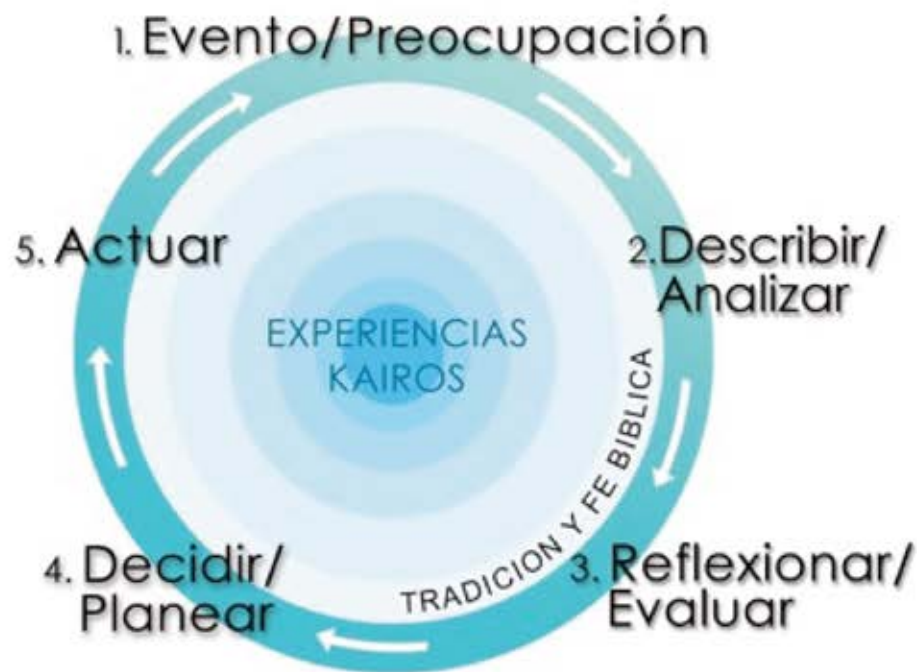 1. Evento/Preocupación
2. Describir/
Analizar
3. Reflexionar/
Evaluar
4. Decidir/
Planear
5. Actuar
EXPERIENCIAS
KAIROS
TRADICION Y FE BIBLICA